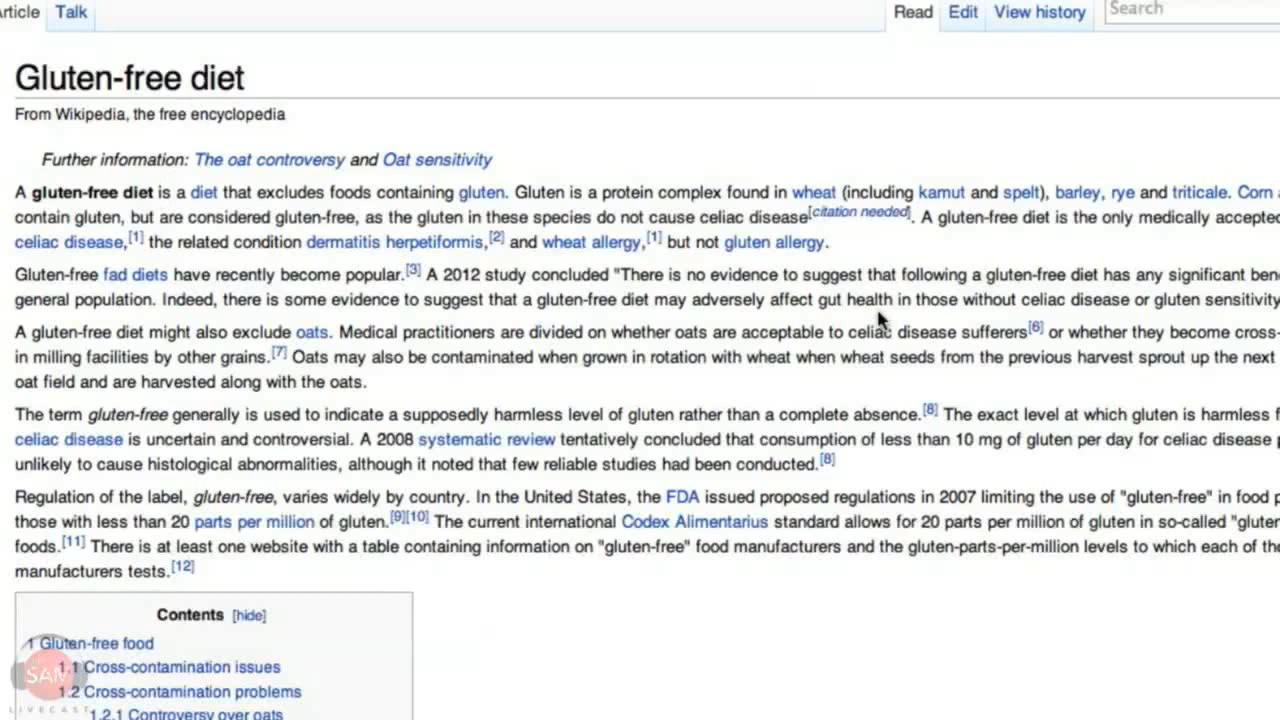 Article Talk Read Edit View history Search
Gluten-free diet
From Wikipedia, the free encyclopedia
Further information: The oat controversy and Oat sensitivity
A gluten-free diet is a diet that excludes foods containing gluten. Gluten is a protein complex found in wheat (including kamut and spelt), barley, rye and triticale. Corn
contain gluten, but are considered gluten-free, as the gluten in these species do not cause celiac disease[citation needed]. A gluten-free diet is the only medically accepted
celiac disease,[1] the related condition dermatitis herpetiformis,[2] and wheat allergy,[1] but not gluten allergy.
Gluten-free fad diets have recently become popular.[3] A 2012 study concluded "There is no evidence to suggest that following a gluten-free diet has any significant ben
general population. Indeed, there is some evidence to suggest that a gluten-free diet may adversely affect gut health in those without celiac disease or gluten sensitivity
A gluten-free diet might also exclude oats. Medical practitioners are divided on whether oats are acceptable to celiac disease sufferers[6] or whether they become cross-
in milling facilities by other grains.[7] Oats may also be contaminated when grown in rotation with wheat when wheat seeds from the previous harvest sprout up the next
oat field and are harvested along with the oats.
The term gluten-free generally is used to indicate a supposedly harmless level of gluten rather than a complete absence.[8] The exact level at which gluten is harmless f
celiac disease is uncertain and controversial. A 2008 systematic review tentatively concluded that consumption of less than 10 mg of gluten per day for celiac disease p
unlikely to cause histological abnormalities, although it noted that few reliable studies had been conducted.[8]
Regulation of the label, gluten-free, varies widely by country. In the United States, the FDA issued proposed regulations in 2007 limiting the use of "gluten-free" in food p
those with less than 20 parts per million of gluten.[9][10] The current international Codex Alimentarius standard allows for 20 parts per million of gluten in so-called "gluten
foods.[11] There is at least one website with a table containing information on "gluten-free" food manufacturers and the gluten-parts-per-million levels to which each of the
manufacturers tests.[12]
Contents [hide]
1 Gluten-free food
1.1 Cross-contamination issues
1.2 Cross-contamination problems
1.2.1 Controversy over oats
SAM
LIVECAST